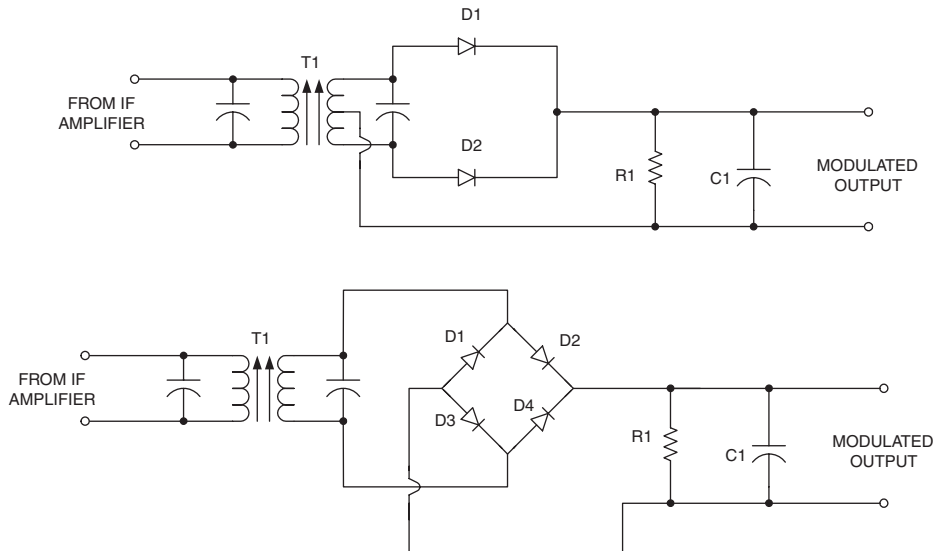 D1
T1
FROM IF
AMPLIFIER
D2
R1
C1
MODULATED
OUTPUT
T1
D1
D2
FROM IF
AMPLIFIER
D3
D4
R1
C1
MODULATED
OUTPUT